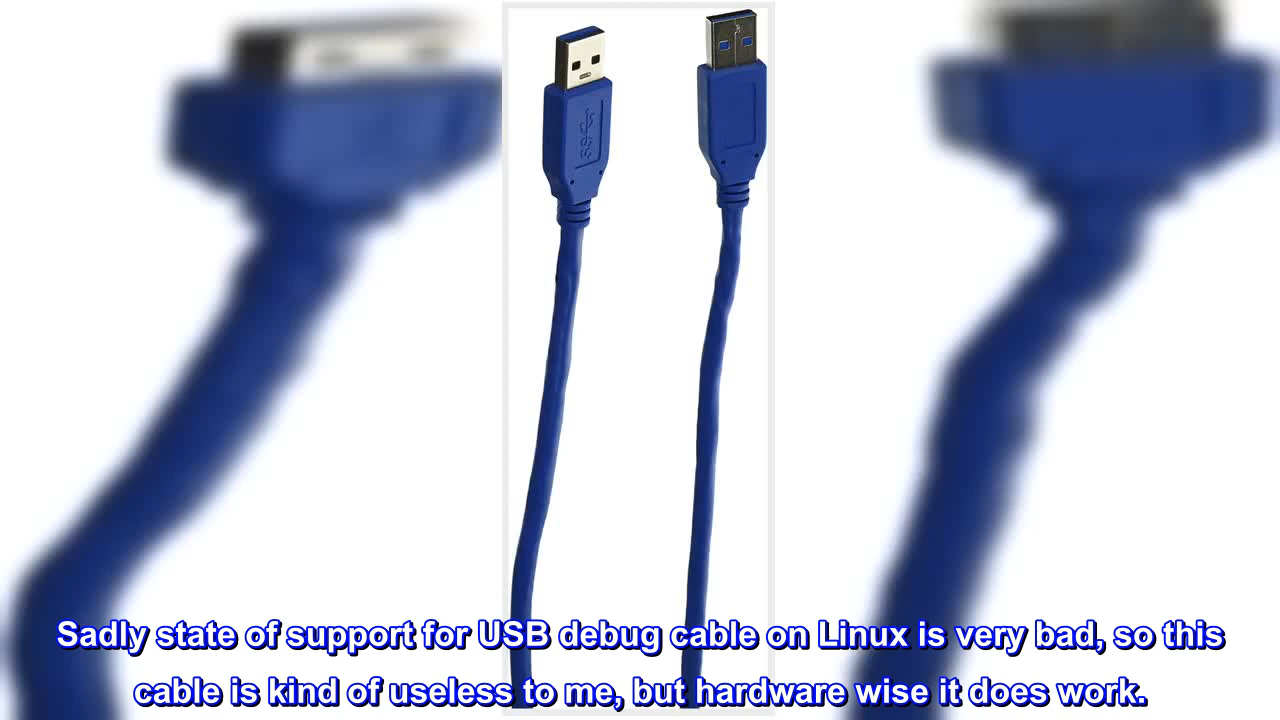 Sadly state of support for USB debug cable on Linux is very bad, so this
cable is kind of useless to me, but hardware wise it does work.